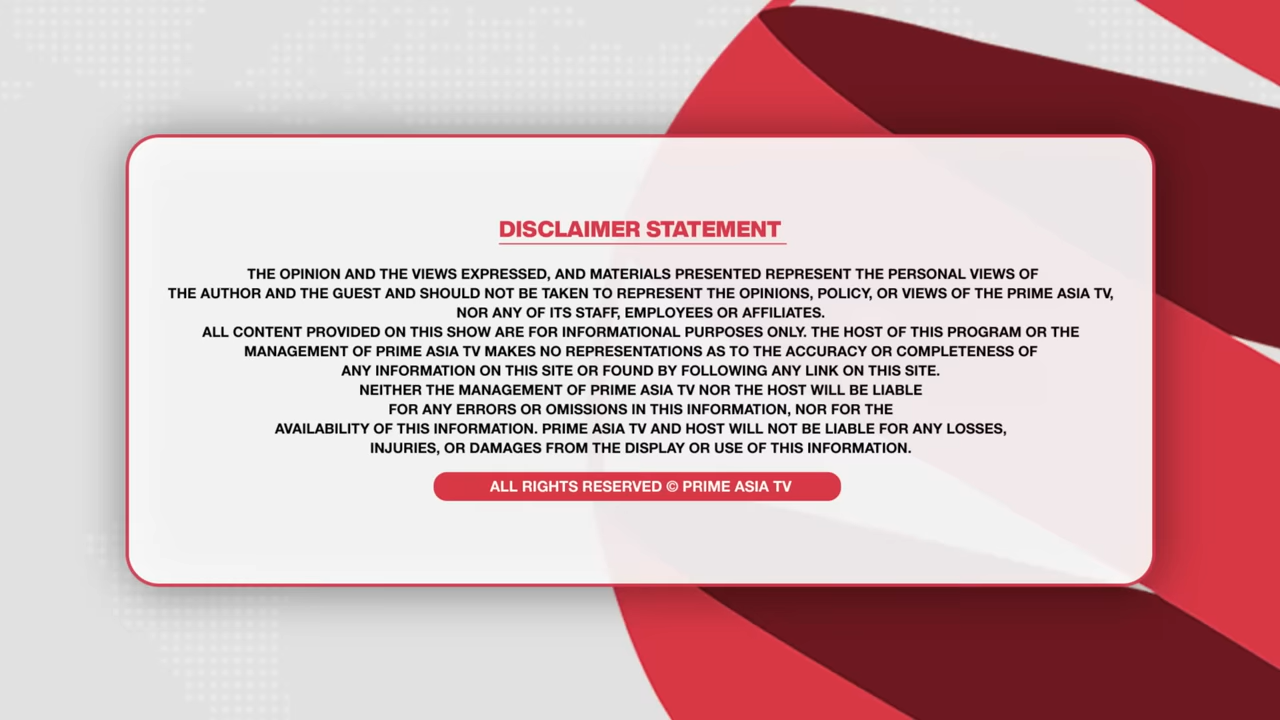 DISCLAIMER STATEMENT
THE OPINION AND THE VIEWS EXPRESSED, AND MATERIALS PRESENTED REPRESENT THE PERSONAL VIEWS OF
THE AUTHOR AND THE GUEST AND SHOULD NOT BE TAKEN TO REPRESENT THE OPINIONS, POLICY, OR VIEWS OF THE PRIME ASIA TV,
NOR ANY OF ITS STAFF, EMPLOYEES OR AFFILIATES.
ALL CONTENT PROVIDED ON THIS SHOW ARE FOR INFORMATIONAL PURPOSES ONLY. THE HOST OF THIS PROGRAM OR THE
MANAGEMENT OF PRIME ASIA TV MAKES NO REPRESENTATIONS AS TO THE ACCURACY OR COMPLETENESS OF
ANY INFORMATION ON THIS SITE OR FOUND BY FOLLOWING ANY LINK ON THIS SITE.
NEITHER THE MANAGEMENT OF PRIME ASIA TV NOR THE HOST WILL BE LIABLE
FOR ANY ERRORS OR OMISSIONS IN THIS INFORMATION, NOR FOR THE
AVAILABILITY OF THIS INFORMATION. PRIME ASIA TV AND HOST WILL NOT BE LIABLE FOR ANY LOSSES,
INJURIES, OR DAMAGES FROM THE DISPLAY OR USE OF THIS INFORMATION.
ALL RIGHTS RESERVED © PRIME ASIA TV